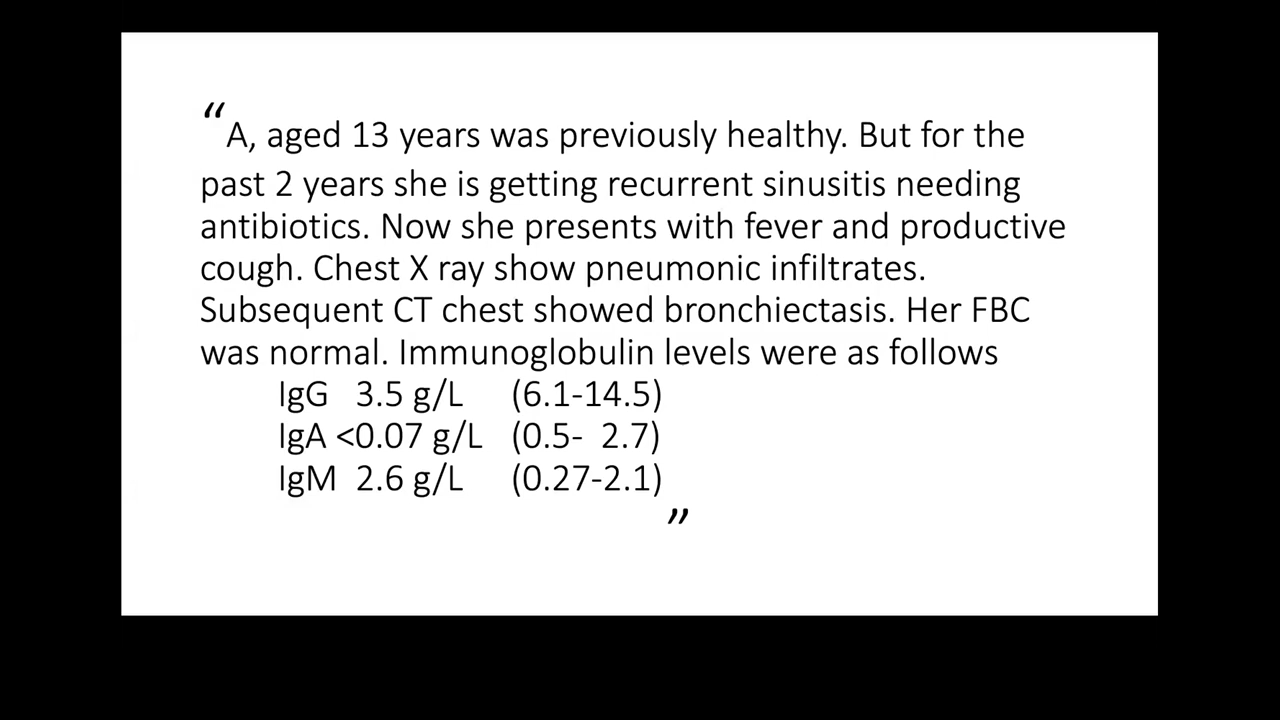 “A, aged 13 years was previously healthy. But for the
past 2 years she is getting recurrent sinusitis needing
antibiotics. Now she presents with fever and productive
cough. Chest X ray show pneumonic infiltrates.
Subsequent CT chest showed bronchiectasis. Her FBC
was normal. Immunoglobulin levels were as follows
IgG 3.5 g/L (6.1-14.5)
IgA <0.07 g/L (0.5- 2.7)
IgM 2.6 g/L (0.27-2.1)
”